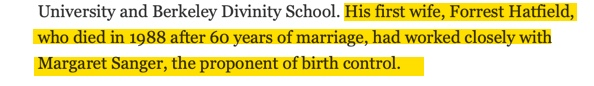 University and Berkeley Divinity School. His first wife, Forrest Hatfield,
who died in 1988 after 60 years of marriage, had worked closely with
Margaret Sanger, the proponent of birth control.